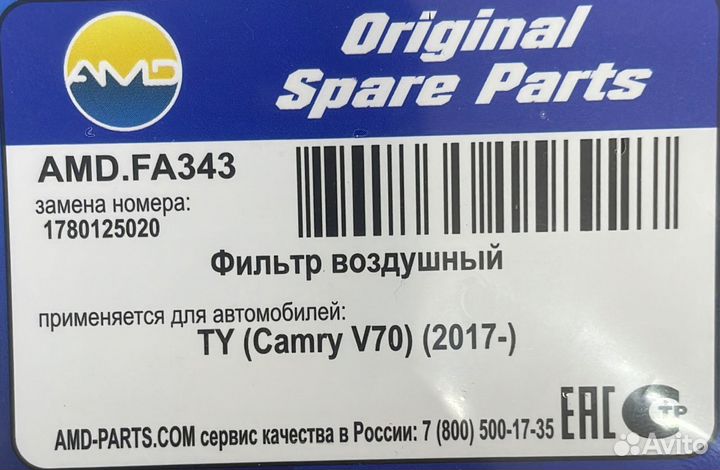 AMD
Original
Spare Parts
AMD.FA343
замена номера:
1780125020
Фильтр воздушный
применяется для автомобилей:
TY (Camry V70) (2017-)
AMD-PARTS.COM сервис качества в России: 7 (800) 500-17-35
EAC
СТР
Avito